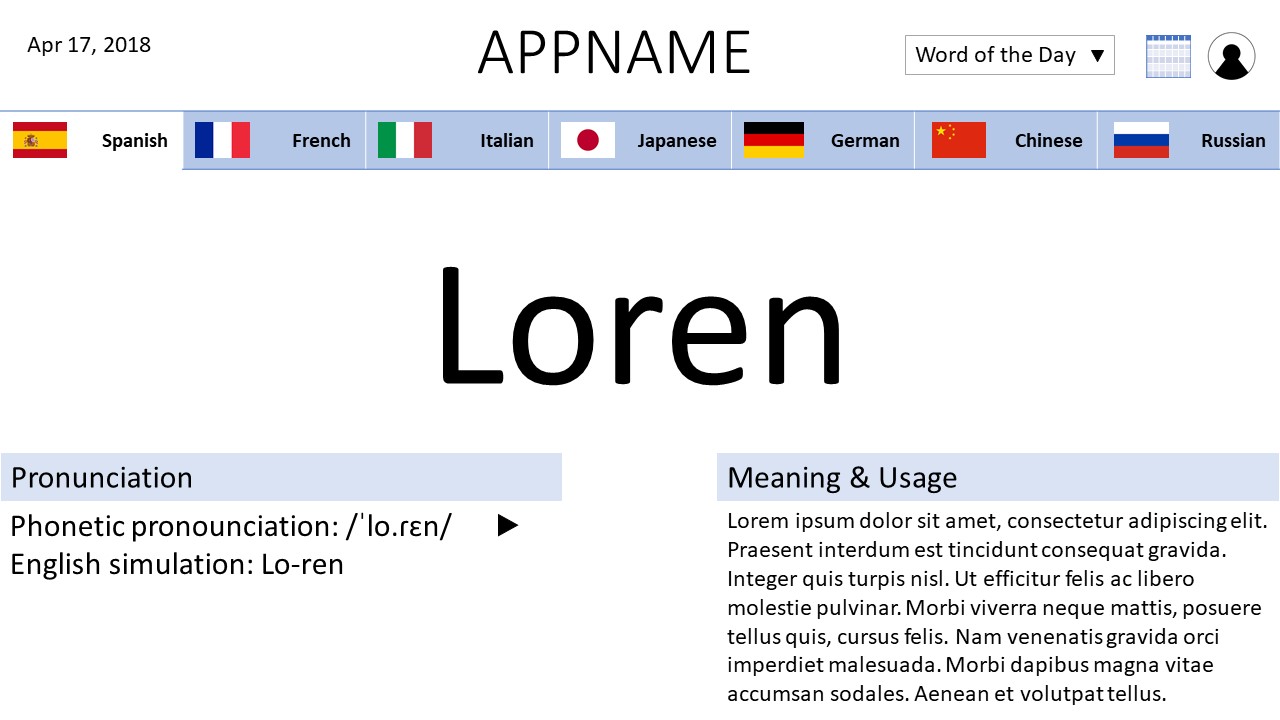 Apr 17, 2018
APPNAME
Word of the Day ▼
Spanish
French
Italian
Japanese
German
Chinese
Russian
Loren
Pronunciation
Phonetic pronounciation: /ˈlo.ɾɛn/
English simulation: Lo-ren
Meaning & Usage
Lorem ipsum dolor sit amet, consectetur adipiscing elit.
Praesent interdum est tincidunt consequat gravida.
Integer quis turpis nisl. Ut efficitur felis ac libero
molestie pulvinar. Morbi viverra neque mattis, posuere
tellus quis, cursus felis. Nam venenatis gravida orci
imperdiet malesuada. Morbi dapibus magna vitae
accumsan sodales. Aenean et volutpat tellus.